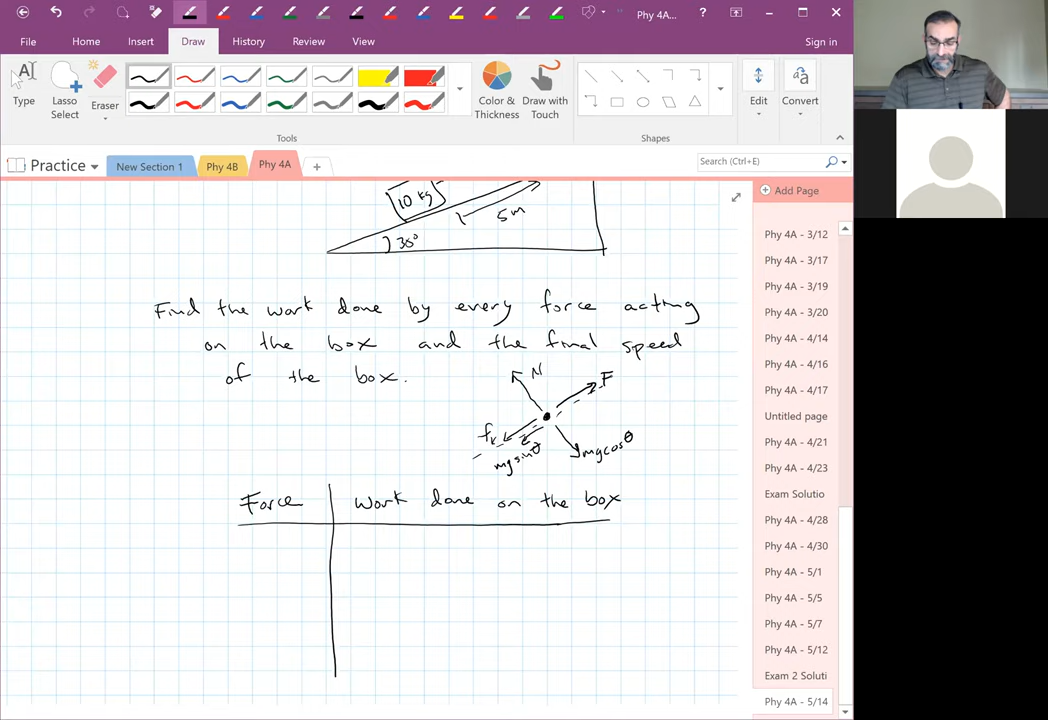 Phy 4A...
?
File
Home
Insert
Draw
History
Review
View
Sign in
Type
Lasso Select
Eraser
Color & Thickness
Draw with Touch
Edit
Convert
Tools
Shapes
Practice
New Section 1
Phy 4B
Phy 4A
+
Search (Ctrl+E)
Add Page
Phy 4A - 3/12
Phy 4A - 3/17
Phy 4A - 3/19
Phy 4A - 3/20
Phy 4A - 4/14
Phy 4A - 4/16
Phy 4A - 4/17
Untitled page
Phy 4A - 4/21
Phy 4A - 4/23
Exam Solutio
Phy 4A - 4/28
Phy 4A - 4/30
Phy 4A - 5/1
Phy 4A - 5/5
Phy 4A - 5/7
Phy 4A - 5/12
Exam 2 Soluti
Phy 4A - 5/14
10 kg
5 m
30°
Find the work done by every force acting
on the box and the final speed
of the box.
N
F
fk
mg sinθ
mg cosθ
Force
Work done on the box